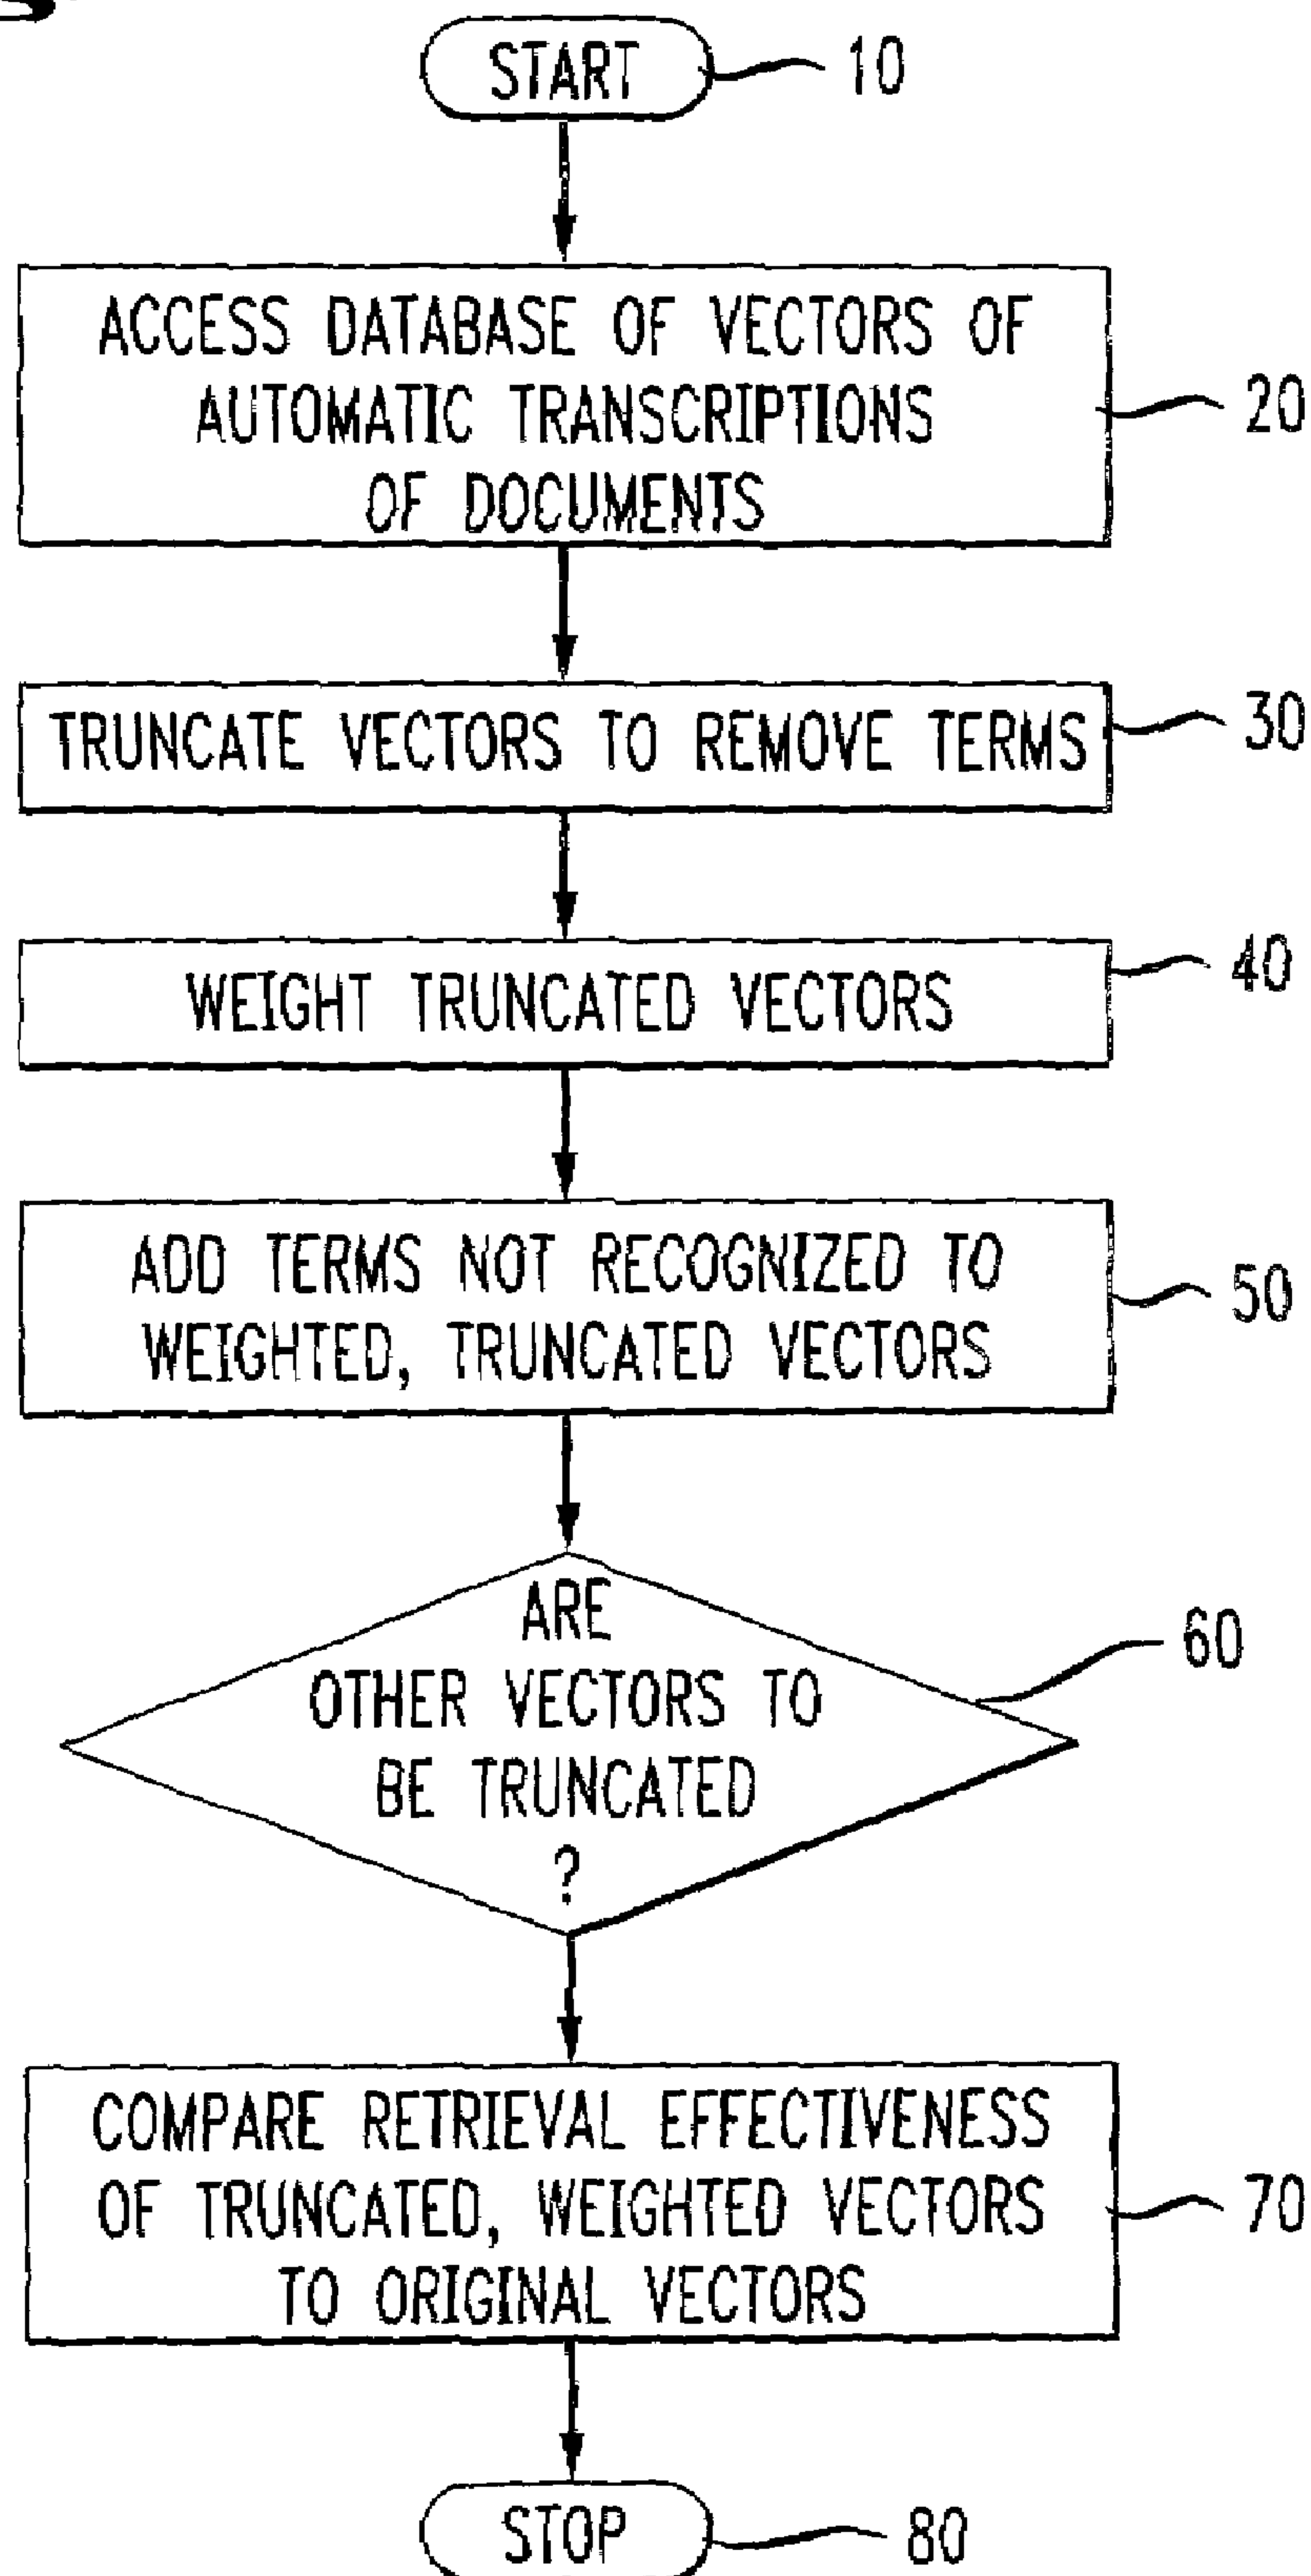 START 10
ACCESS DATABASE OF VECTORS OF
AUTOMATIC TRANSCRIPTIONS 20
OF DOCUMENTS
TRUNCATE VECTORS TO REMOVE TERMS 30
WEIGHT TRUNCATED VECTORS 40
ADD TERMS NOT RECOGNIZED TO
WEIGHTED, TRUNCATED VECTORS 50
ARE
OTHER VECTORS TO 60
BE TRUNCATED
?
COMPARE RETRIEVAL EFFECTIVENESS
OF TRUNCATED, WEIGHTED VECTORS 70
TO ORIGINAL VECTORS
STOP 80